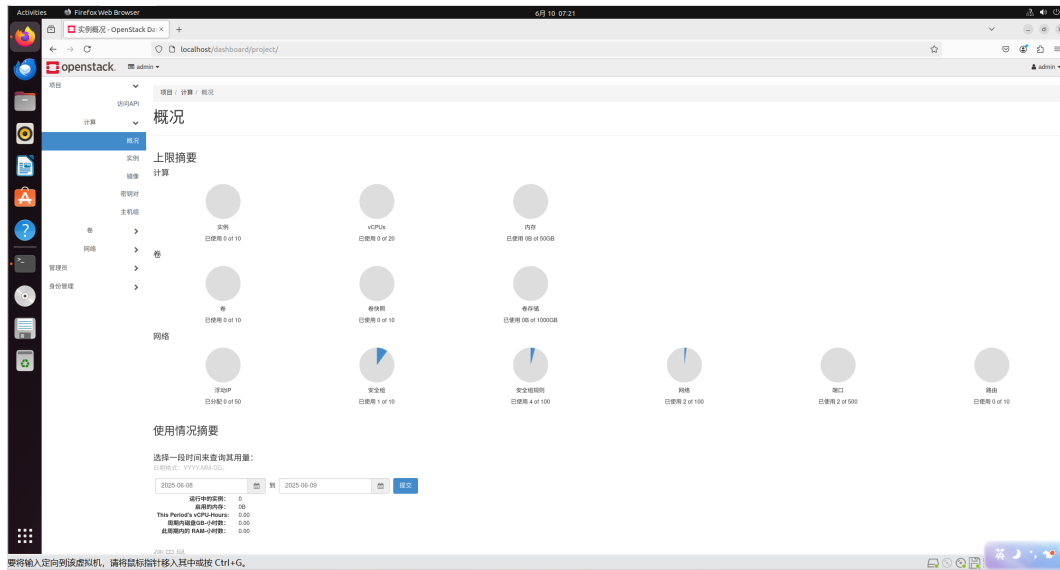 Activities Firefox Web Browser 6月 10 07:21
实例概况 - OpenStack Da × +
localhost/dashboard/project/
openstack. admin admin
项目
访问API
计算
概况
实例
镜像
密钥对
主机组
卷
网络
管理员
身份管理
项目 / 计算 / 概况
概况
上限摘要
计算
实例 vCPUs 内存
已使用 0 of 10 已使用 0 of 20 已使用 0B of 50GB
卷
卷 卷快照 卷存储
已使用 0 of 10 已使用 0 of 10 已使用 0B of 1000GB
网络
浮动IP 安全组 安全组规则 网络 端口 路由
已分配 0 of 50 已使用 1 of 10 已使用 4 of 100 已使用 2 of 100 已使用 2 of 500 已使用 0 of 10
使用情况摘要
选择一段时间来查询其用量:
日期格式: YYYY-MM-DD。
2025-06-08 到 2025-06-09 提交
运行中的实例: 0
启用的内存: 0B
This Period's vCPU-Hours: 0.00
周期内磁盘GB-小时数: 0.00
此周期内的 RAM-小时数: 0.00
要将输入定向到该虚拟机，请将鼠标指针移入其中或按 Ctrl+G。
英